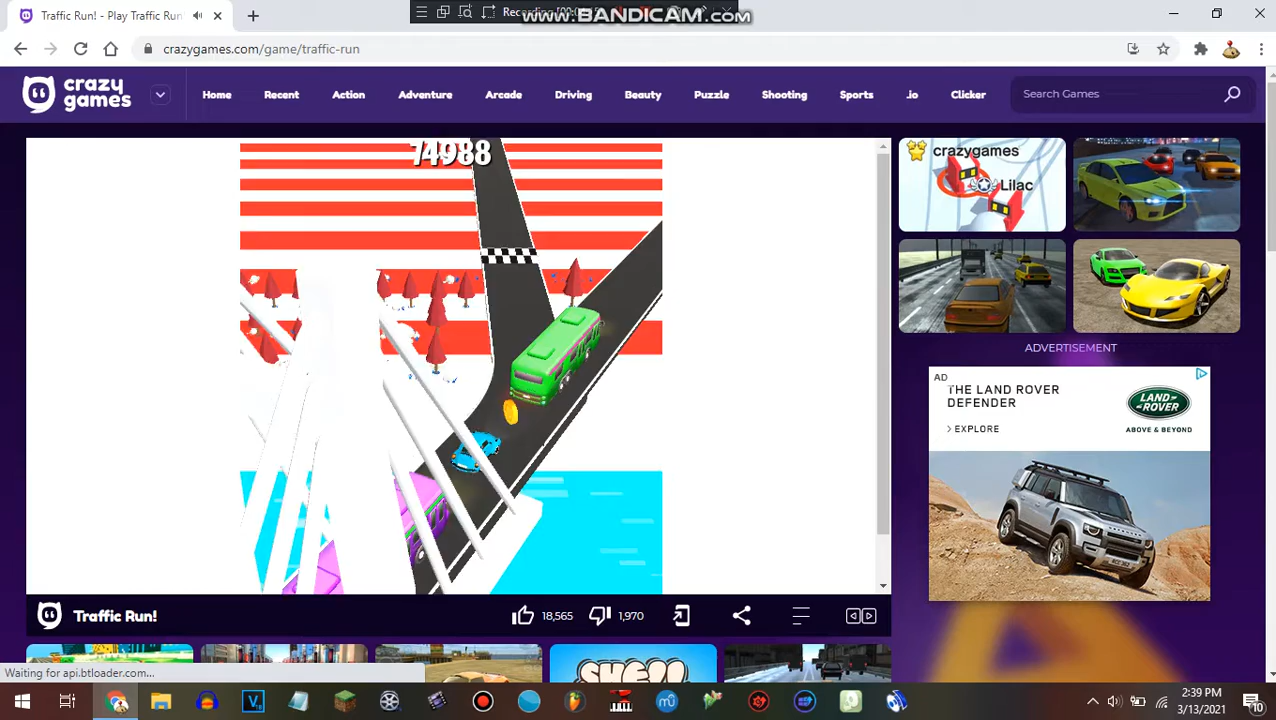 Traffic Run! - Play Traffic Run!
Recording
www.BANDICAM.com
crazygames.com/game/traffic-run
crazy games
Home
Recent
Action
Adventure
Arcade
Driving
Beauty
Puzzle
Shooting
Sports
.io
Clicker
Search Games
74988
crazygames
Lilac
ADVERTISEMENT
AD
THE LAND ROVER
DEFENDER
> EXPLORE
LAND-
ROVER
ABOVE & BEYOND
Traffic Run!
18,565
1,970
Waiting for api.btloader.com...
2:39 PM
3/13/2021
10